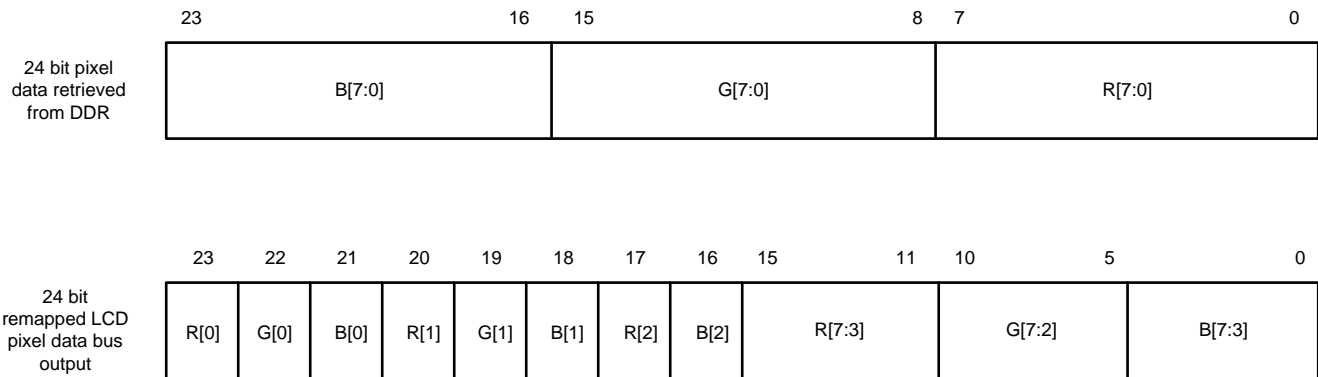 23 16 15 8 7 0
24 bit pixel
data retrieved
from DDR
B[7:0] G[7:0] R[7:0]
23 22 21 20 19 18 17 16 15 11 10 5 0
24 bit
remapped LCD
pixel data bus
output
R[0] G[0] B[0] R[1] G[1] B[1] R[2] B[2] R[7:3] G[7:2] B[7:3]